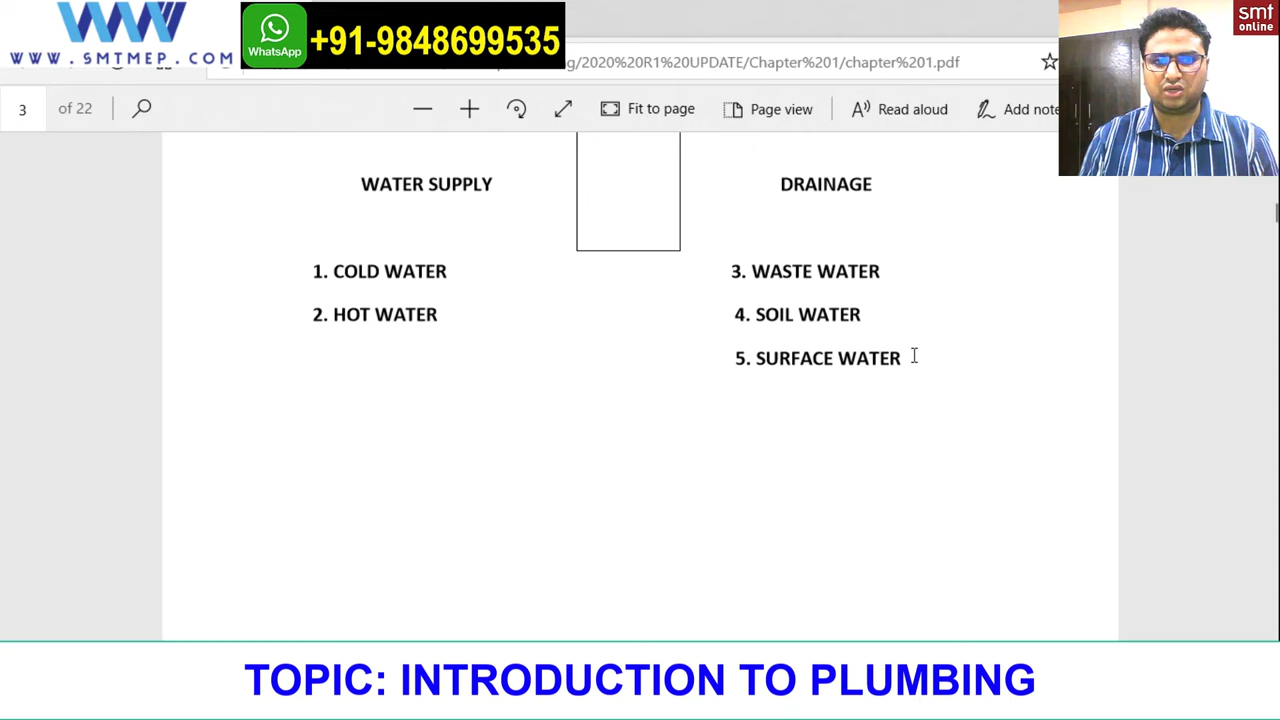 WWW.SMTMEP.COM
WhatsApp
+91-9848699535
smt
online
g/2020%20R1%20UPDATE/Chapter%201/chapter%201.pdf
3 of 22
Fit to page
Page view
Read aloud
Add note
WATER SUPPLY
DRAINAGE
1. COLD WATER
3. WASTE WATER
2. HOT WATER
4. SOIL WATER
5. SURFACE WATER
TOPIC: INTRODUCTION TO PLUMBING